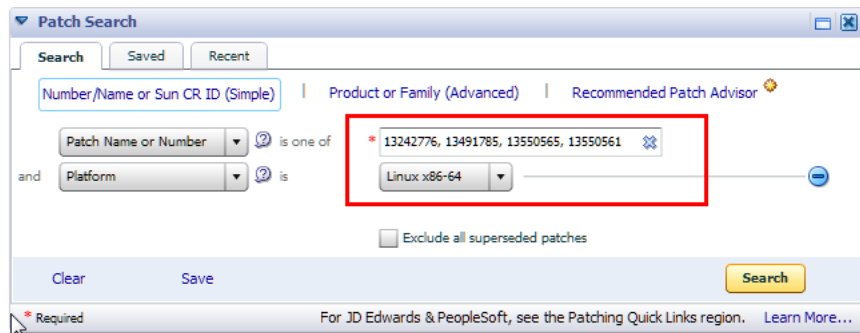 Patch Search
Search Saved Recent
Number/Name or Sun CR ID (Simple) | Product or Family (Advanced) | Recommended Patch Advisor
Patch Name or Number is one of * 13242776, 13491785, 13550565, 13550561
and Platform is Linux x86-64
Exclude all superseded patches
Clear Save Search
* Required For JD Edwards & PeopleSoft, see the Patching Quick Links region. Learn More...